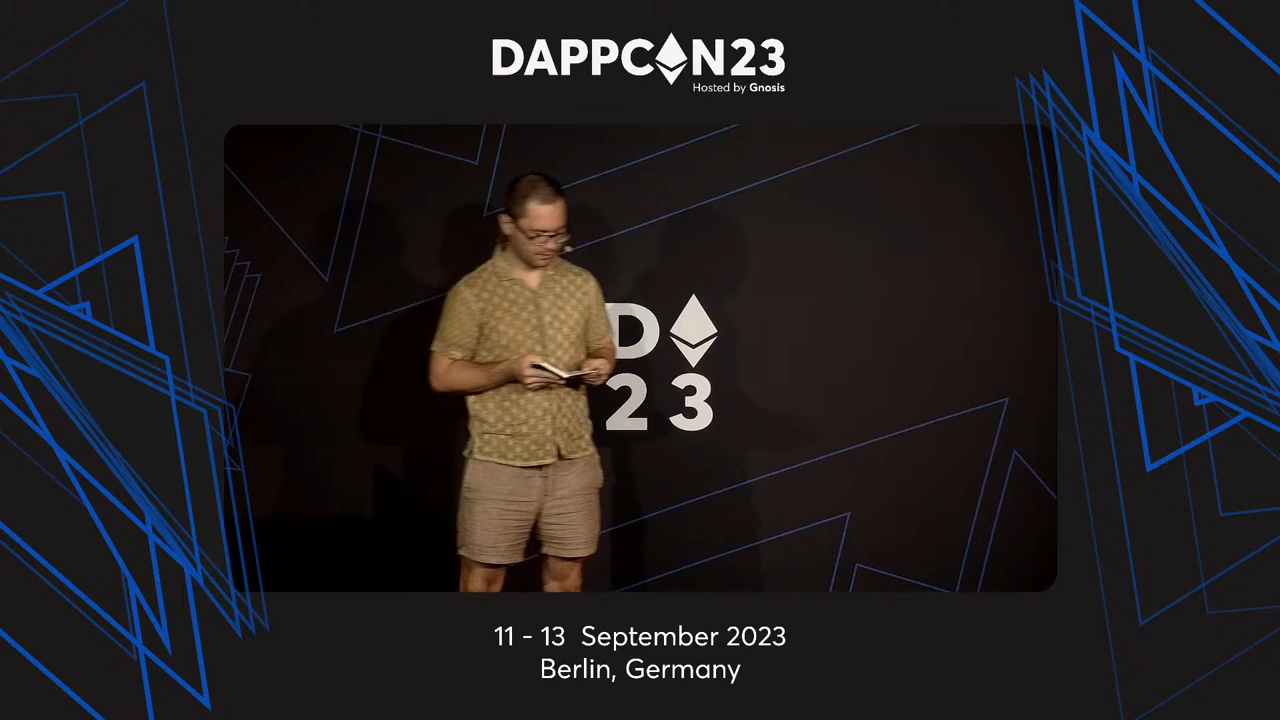 DAPPCON23
Hosted by Gnosis
D
23
11 - 13 September 2023
Berlin, Germany